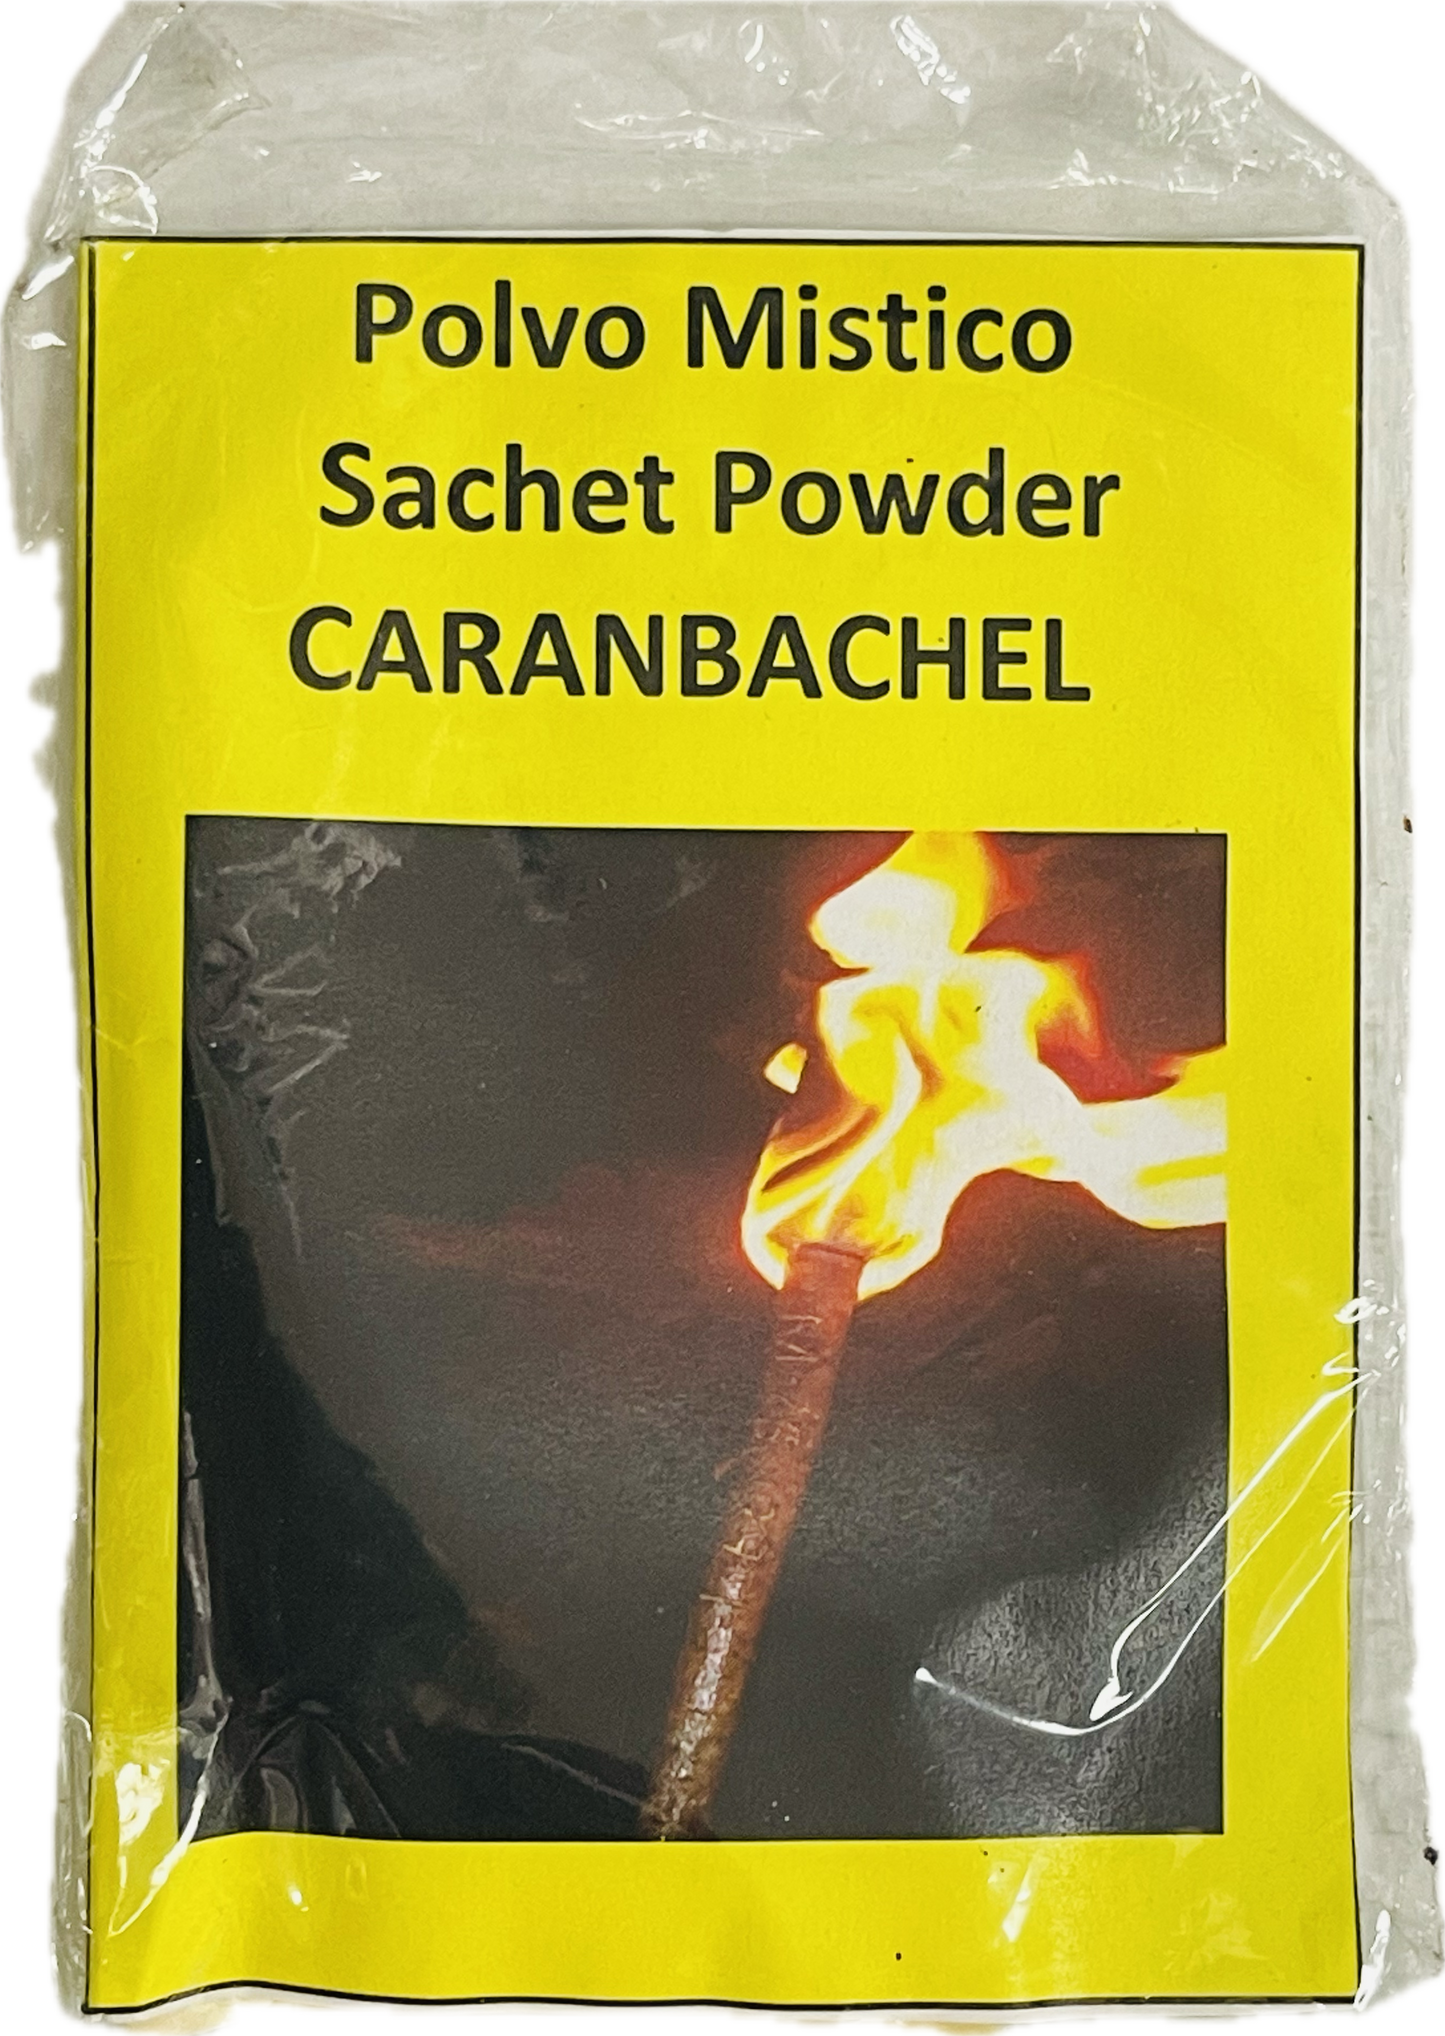 Polvo Mistico
Sachet Powder
CARANBACHEL